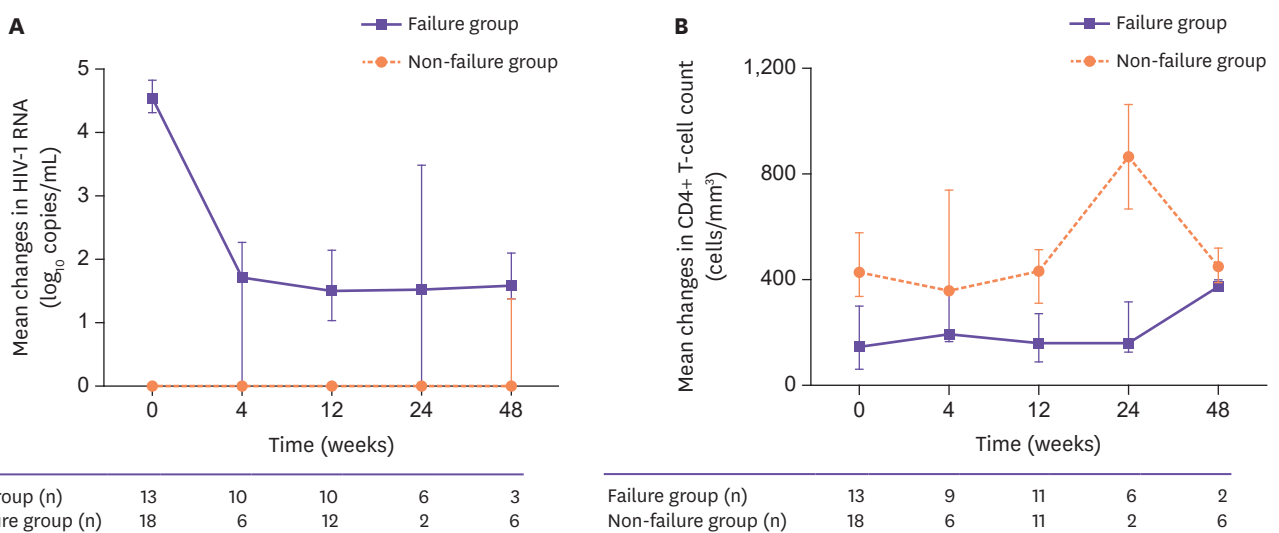 A
Failure group
Non-failure group
Mean changes in HIV-1 RNA
(log10 copies/mL)
5
4
3
2
1
0
0 4 12 24 48
Time (weeks)
roup (n) 13 10 10 6 3
re group (n) 18 6 12 2 6
B
Failure group
Non-failure group
Mean changes in CD4+ T-cell count
(cells/mm³)
1,200
800
400
0
0 4 12 24 48
Time (weeks)
Failure group (n) 13 9 11 6 2
Non-failure group (n) 18 6 11 2 6